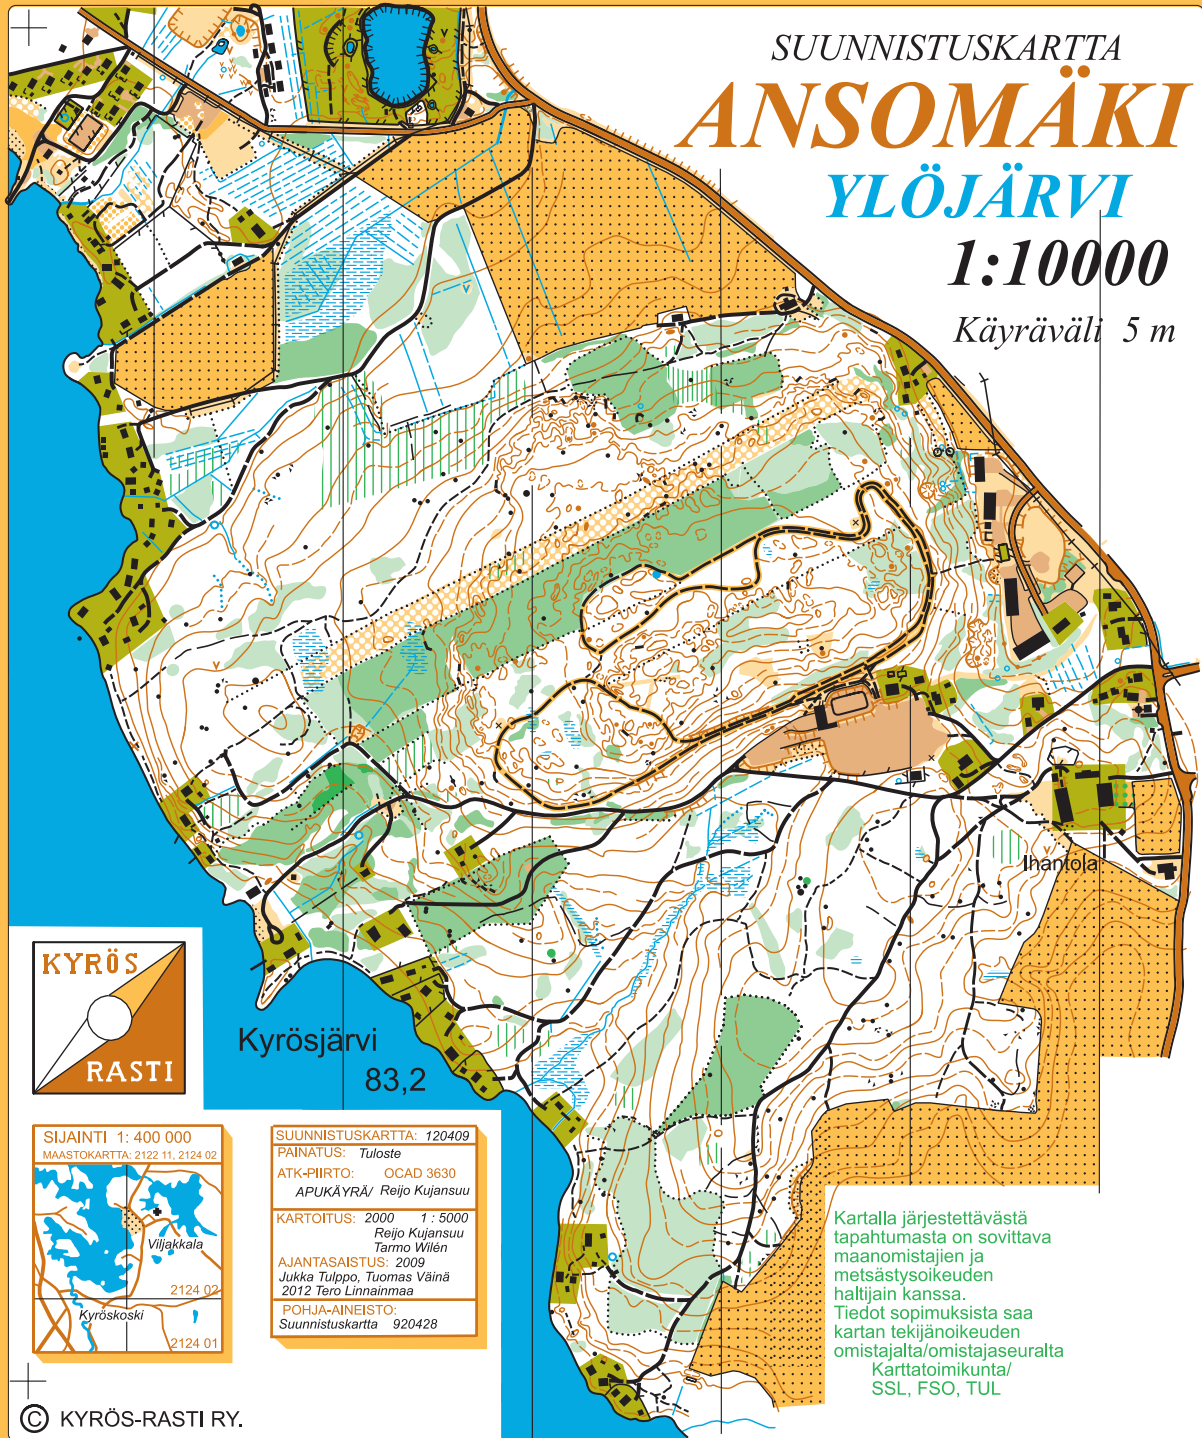 SUUNNISTUSKARTTA
ANSOMÄKI
YLÖJÄRVI
1:10000
Käyräväli 5 m
Ihantola
KYRÖS
RASTI
Kyrösjärvi
83,2
SIJAINTI 1: 400 000
MAASTOKARTTA: 2122 11, 2124 02
Viljakkala
2124 02
Kyröskoski
2124 01
SUUNNISTUSKARTTA: 120409
PAINATUS: Tuloste
ATK-PIIRTO: OCAD 3630
APUKÄYRÄ/ Reijo Kujansuu
KARTOITUS: 2000 1 : 5000
Reijo Kujansuu
Tarmo Wilén
AJANTASAISTUS: 2009
Jukka Tulppo, Tuomas Väinä
2012 Tero Linnainmaa
POHJA-AINEISTO:
Suunnistuskartta 920428
Kartalla järjestettävästä
tapahtumasta on sovittava
maanomistajien ja
metsästysoikeuden
haltijain kanssa.
Tiedot sopimuksista saa
kartan tekijänoikeuden
omistajalta/omistajaseuralta
Karttatoimikunta/
SSL, FSO, TUL
© KYRÖS-RASTI RY.